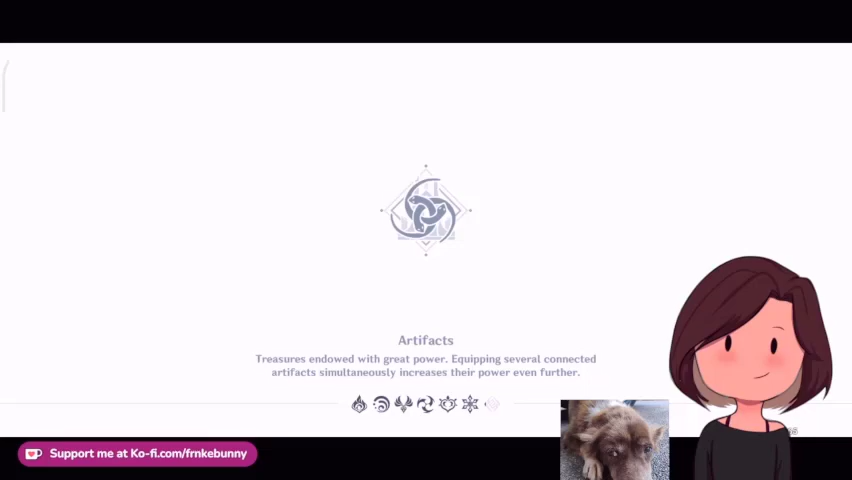 Artifacts
Treasures endowed with great power. Equipping several connected
artifacts simultaneously increases their power even further.
Support me at Ko-fi.com/frnkebunny